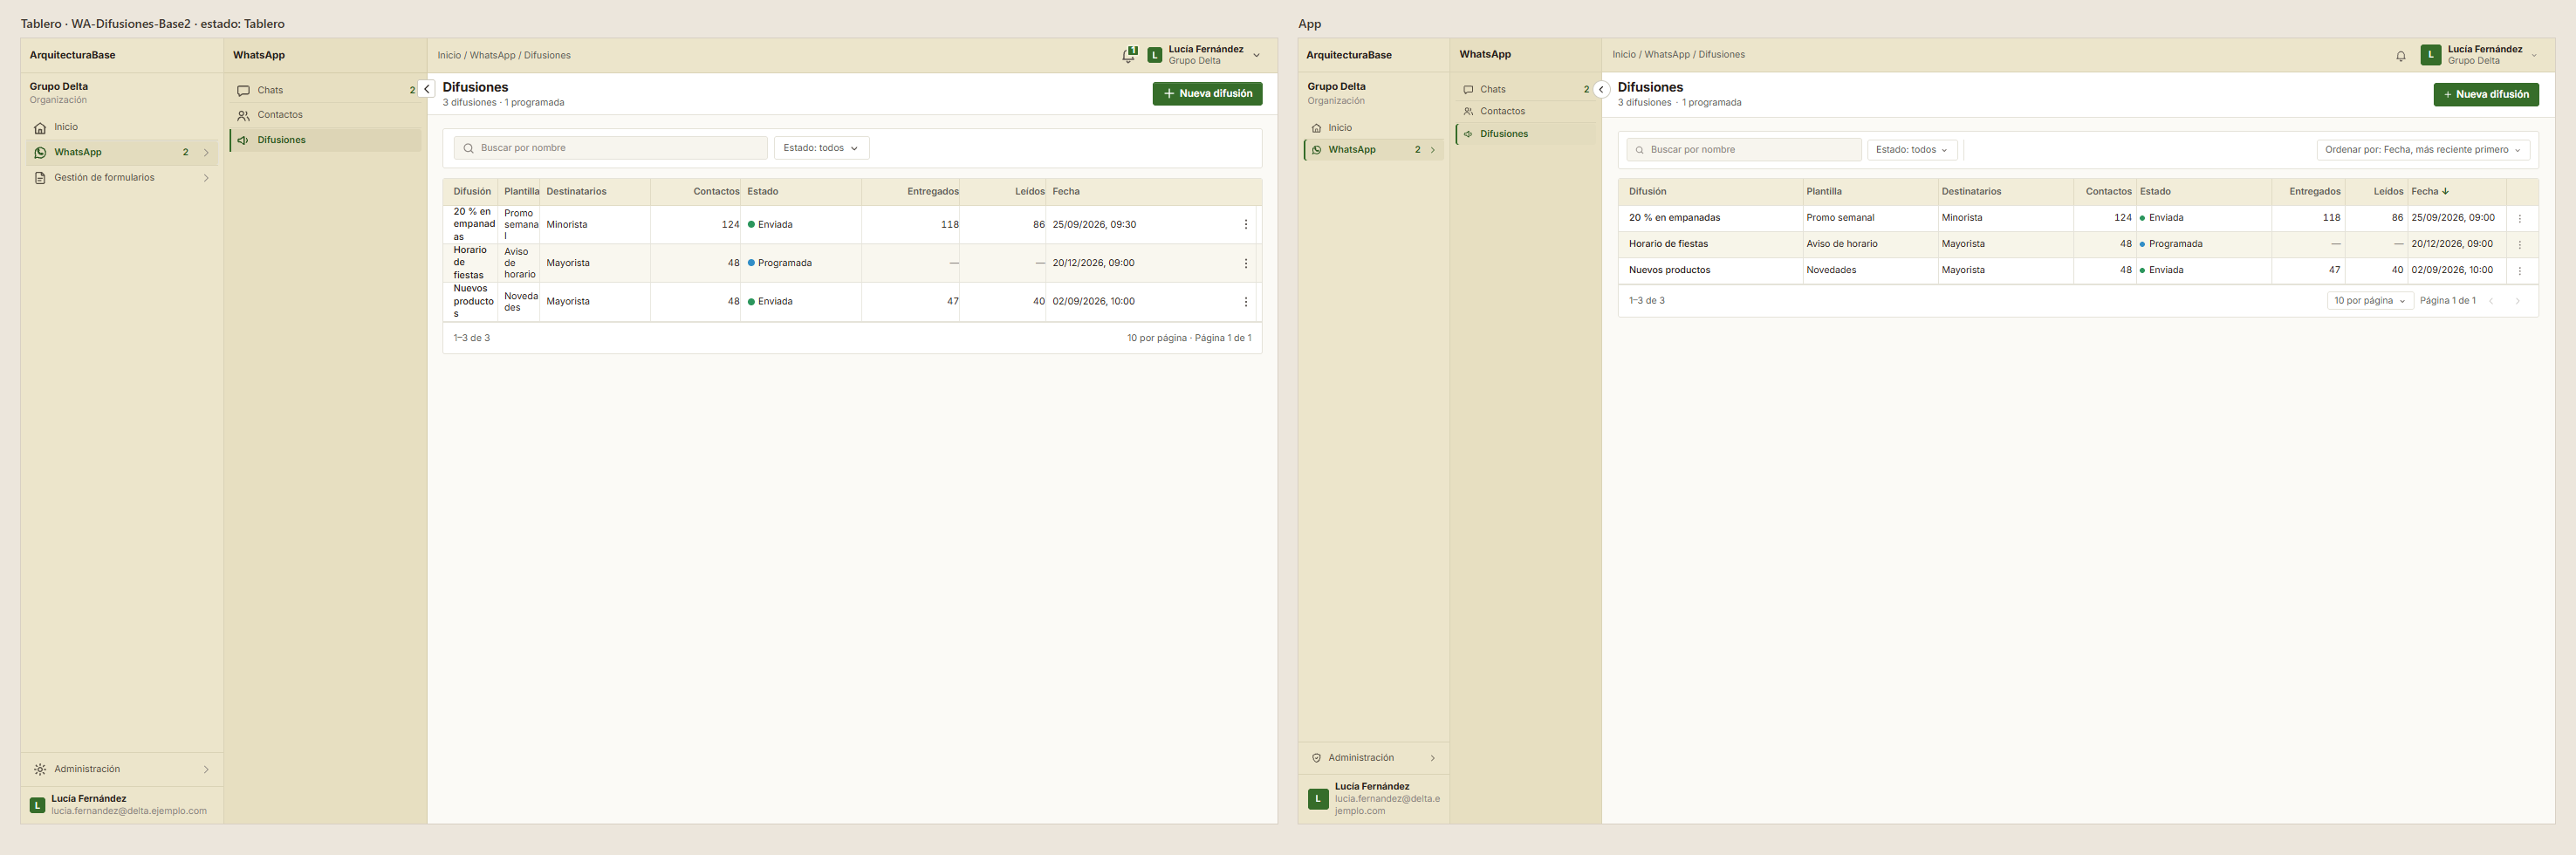 Tablero · WA-Difusiones-Base2 · estado: Tablero
ArquitecturaBase
Grupo Delta
Organización
Inicio
WhatsApp 2
Gestión de formularios
Administración
L
Lucía Fernández
lucia.fernandez@delta.ejemplo.com
WhatsApp
Chats 2
Contactos
Difusiones
Inicio / WhatsApp / Difusiones
1
L
Lucía Fernández
Grupo Delta
Difusiones
3 difusiones · 1 programada
+ Nueva difusión
Buscar por nombre
Estado: todos
Difusión Plantilla Destinatarios Contactos Estado Entregados Leídos Fecha
20 % en
empanad
as
Promo
semana
l
Minorista 124 Enviada 118 86 25/09/2026, 09:30
Horario
de
fiestas
Aviso
de
horario
Mayorista 48 Programada — — 20/12/2026, 09:00
Nuevos
producto
s
Noveda
des
Mayorista 48 Enviada 47 40 02/09/2026, 10:00
1–3 de 3
10 por página · Página 1 de 1
App
ArquitecturaBase
Grupo Delta
Organización
Inicio
WhatsApp 2
Administración
L
Lucía Fernández
lucia.fernandez@delta.e
jemplo.com
WhatsApp
Chats 2
Contactos
Difusiones
Inicio / WhatsApp / Difusiones
L
Lucía Fernández
Grupo Delta
Difusiones
3 difusiones · 1 programada
+ Nueva difusión
Buscar por nombre
Estado: todos
Ordenar por: Fecha, más reciente primero
Difusión Plantilla Destinatarios Contactos Estado Entregados Leídos Fecha ↓
20 % en empanadas Promo semanal Minorista 124 Enviada 118 86 25/09/2026, 09:00
Horario de fiestas Aviso de horario Mayorista 48 Programada — — 20/12/2026, 09:00
Nuevos productos Novedades Mayorista 48 Enviada 47 40 02/09/2026, 10:00
1–3 de 3
10 por página
Página 1 de 1